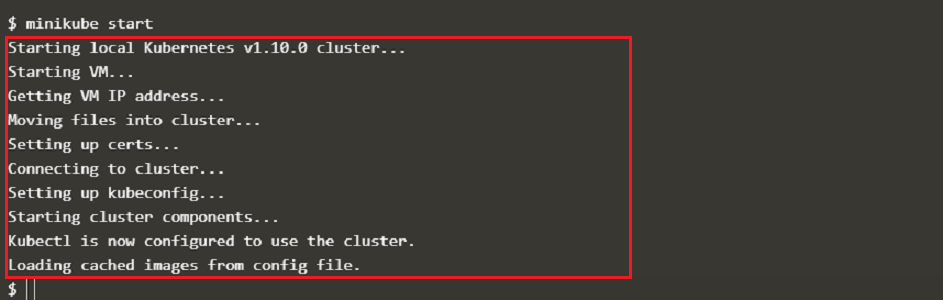 $ minikube start
Starting local Kubernetes v1.10.0 cluster...
Starting VM...
Getting VM IP address...
Moving files into cluster...
Setting up certs...
Connecting to cluster...
Setting up kubeconfig...
Starting cluster components...
Kubectl is now configured to use the cluster.
Loading cached images from config file.
$